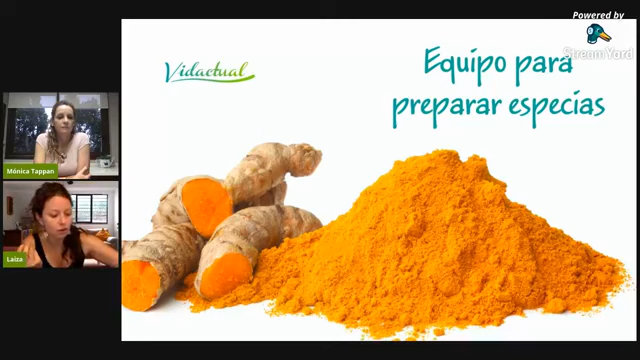 Powered by
StreamYard
Vidactual
Equipo para
preparar especias
Mónica Tappan
Laiza